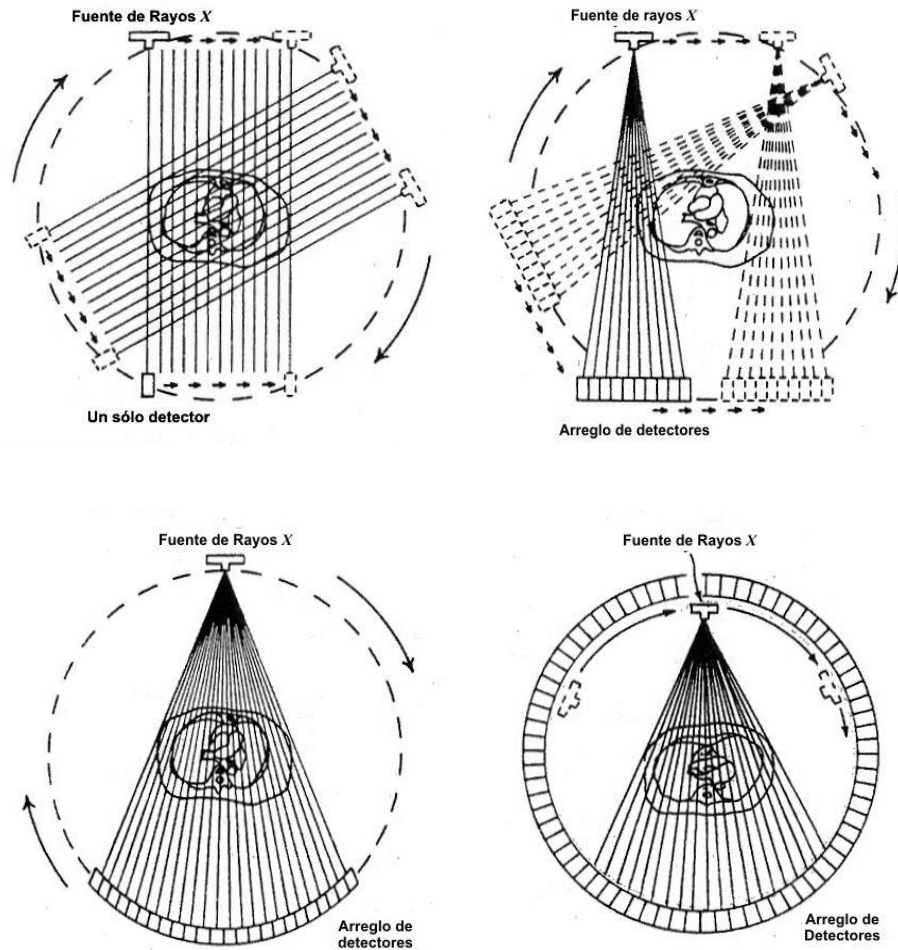 Fuente de Rayos X
Fuente de rayos X
Un sólo detector
Arreglo de detectores
Fuente de Rayos X
Fuente de Rayos X
Arreglo de
detectores
Arreglo de
Detectores